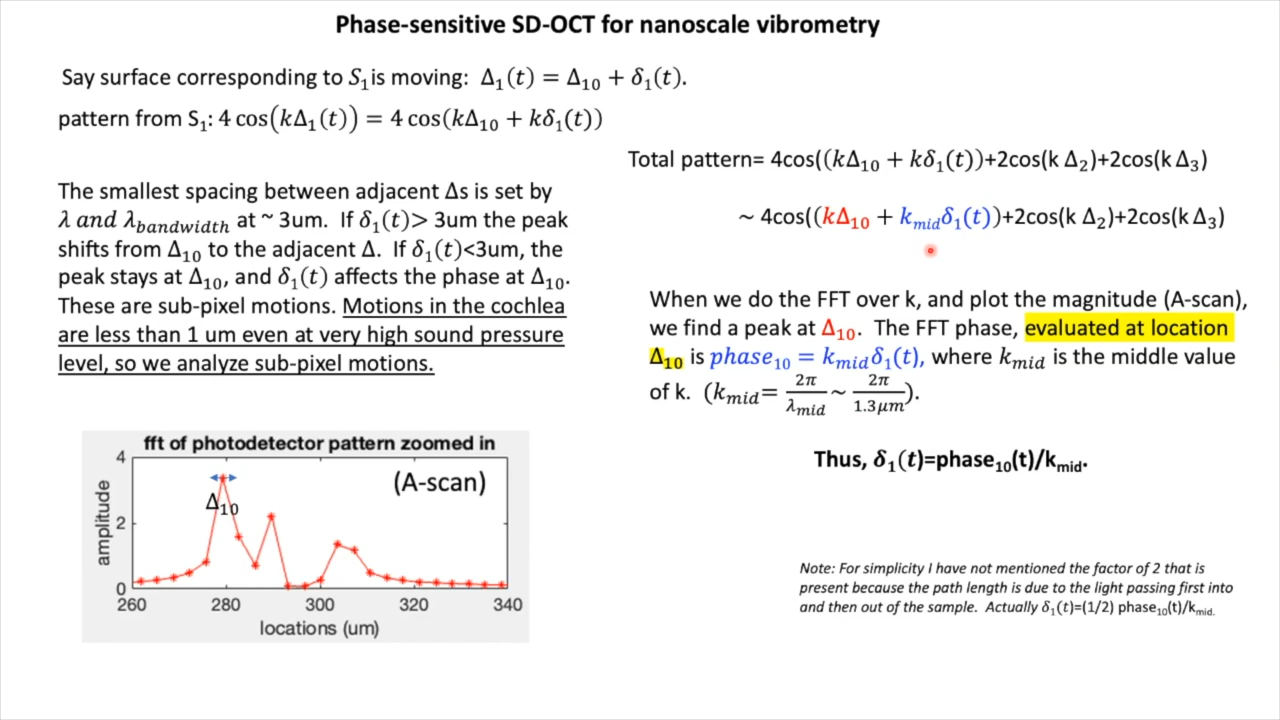 Phase-sensitive SD-OCT for nanoscale vibrometry
Say surface corresponding to S₁ is moving: Δ₁(t) = Δ₁₀ + δ₁(t).
pattern from S₁: 4 cos(kΔ₁(t)) = 4 cos(kΔ₁₀ + kδ₁(t))
The smallest spacing between adjacent Δs is set by
λ and λ_bandwidth at ~ 3um. If δ₁(t)> 3um the peak
shifts from Δ₁₀ to the adjacent Δ. If δ₁(t)<3um, the
peak stays at Δ₁₀, and δ₁(t) affects the phase at Δ₁₀.
These are sub-pixel motions. Motions in the cochlea
are less than 1 um even at very high sound pressure
level, so we analyze sub-pixel motions.
fft of photodetector pattern zoomed in
(A-scan)
Δ₁₀
amplitude
4
2
0
260 280 300 320 340
locations (um)
Total pattern= 4cos((kΔ₁₀ + kδ₁(t))+2cos(k Δ₂)+2cos(k Δ₃)
~ 4cos((kΔ₁₀ + k_midδ₁(t))+2cos(k Δ₂)+2cos(k Δ₃)
When we do the FFT over k, and plot the magnitude (A-scan),
we find a peak at Δ₁₀. The FFT phase, evaluated at location
Δ₁₀ is phase₁₀ = k_midδ₁(t), where k_mid is the middle value
of k. (k_mid= 2π/λ_mid ~ 2π/1.3μm).
Thus, δ₁(t)=phase₁₀(t)/k_mid.
Note: For simplicity I have not mentioned the factor of 2 that is
present because the path length is due to the light passing first into
and then out of the sample. Actually δ₁(t)=(1/2) phase₁₀(t)/k_mid.